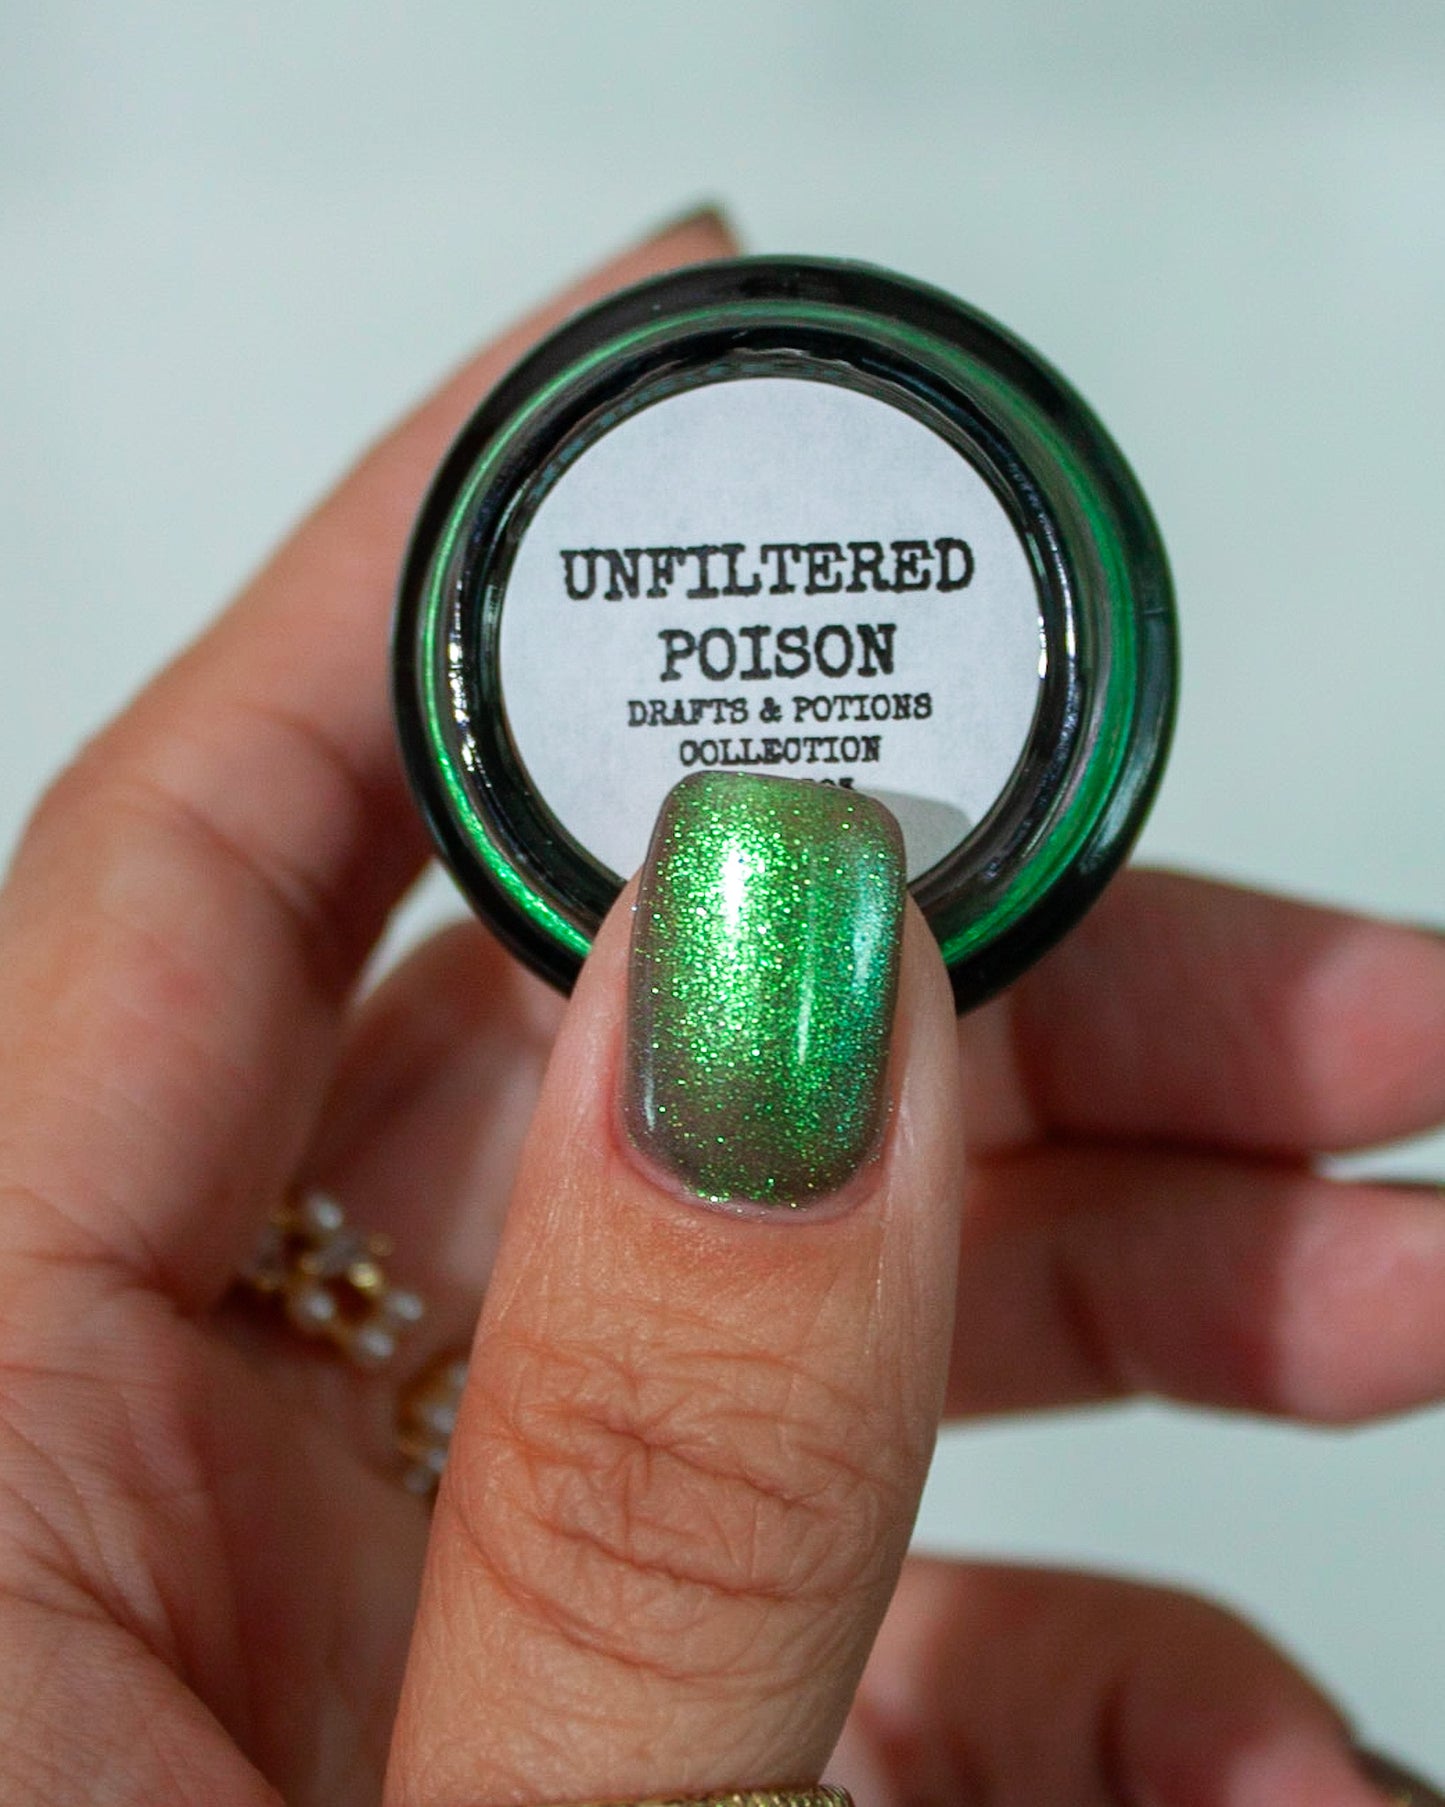 UNFILTERED
POISON
DRAFTS & POTIONS
COLLECTION